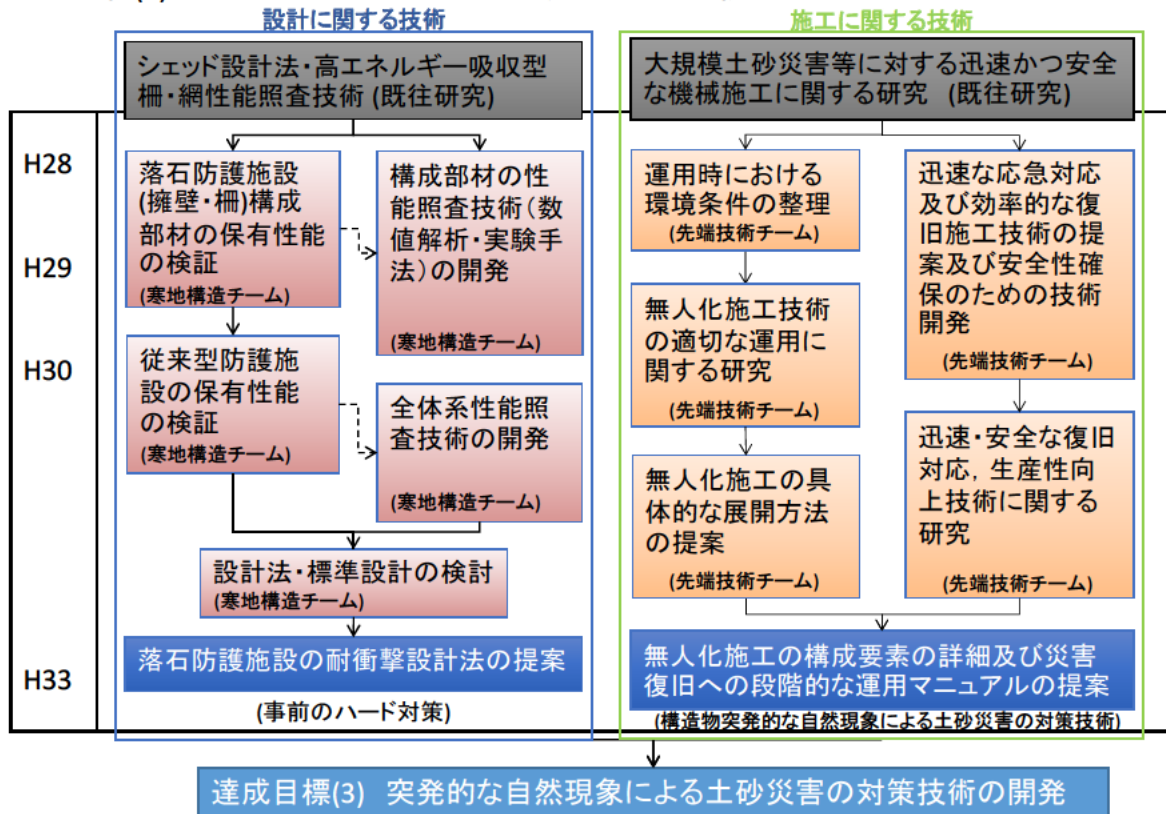 設計に関する技術
施工に関する技術
シェッド設計法・高エネルギー吸収型
柵・網性能照査技術 (既往研究)
大規模土砂災害等に対する迅速かつ安全
な機械施工に関する研究 (既往研究)
H28
H29
H30
H33
落石防護施設
(擁壁・柵)構成
部材の保有性能
の検証
(寒地構造チーム)
構成部材の性
能照査技術(数
値解析・実験手
法)の開発
(寒地構造チーム)
従来型防護施
設の保有性能
の検証
(寒地構造チーム)
全体系性能照
査技術の開発
(寒地構造チーム)
設計法・標準設計の検討
(寒地構造チーム)
落石防護施設の耐衝撃設計法の提案
(事前のハード対策)
運用時における
環境条件の整理
(先端技術チーム)
無人化施工技術
の適切な運用に
関する研究
(先端技術チーム)
無人化施工の具
体的な展開方法
の提案
(先端技術チーム)
迅速な応急対応
及び効率的な復
旧施工技術の提
案及び安全性確
保のための技術
開発
(先端技術チーム)
迅速・安全な復旧
対応，生産性向
上技術に関する
研究
(先端技術チーム)
無人化施工の構成要素の詳細及び災害
復旧への段階的な運用マニュアルの提案
(構造物突発的な自然現象による土砂災害の対策技術)
達成目標(3) 突発的な自然現象による土砂災害の対策技術の開発